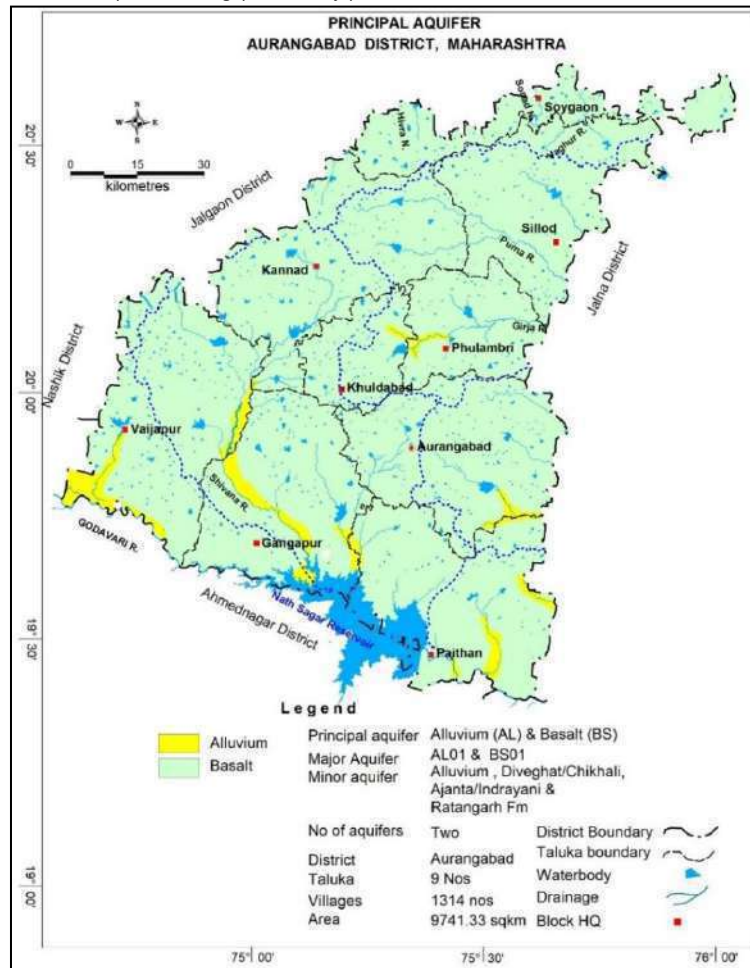 PRINCIPAL AQUIFER
AURANGABAD DISTRICT, MAHARASHTRA
20°
30'
N
W E
S
0 15 30
kilometres
Jalgaon District
Hivra N.
Soygaon
Vaghur R.
Sillod
Purna R.
Kannad
Jalna District
Girja R.
Phulambri
Nashik District
20°
00'
Khuldabad
Vaijapur
Aurangabad
Shivana R.
GODAVARI R.
Gangapur
Ahmednagar District
Nath Sagar Reservoir
19°
30'
Paithan
Legend
Alluvium
Basalt
Principal aquifer Alluvium (AL) & Basalt (BS)
Major Aquifer AL01 & BS01
Minor aquifer Alluvium , Diveghat/Chikhali,
Ajanta/Indrayani &
Ratangarh Fm
No of aquifers Two District Boundary
Taluka boundary
District Aurangabad
Taluka 9 Nos Waterbody
Villages 1314 nos Drainage
Area 9741.33 sqkm Block HQ
19°
00'
75° 00' 75° 30' 76° 00'